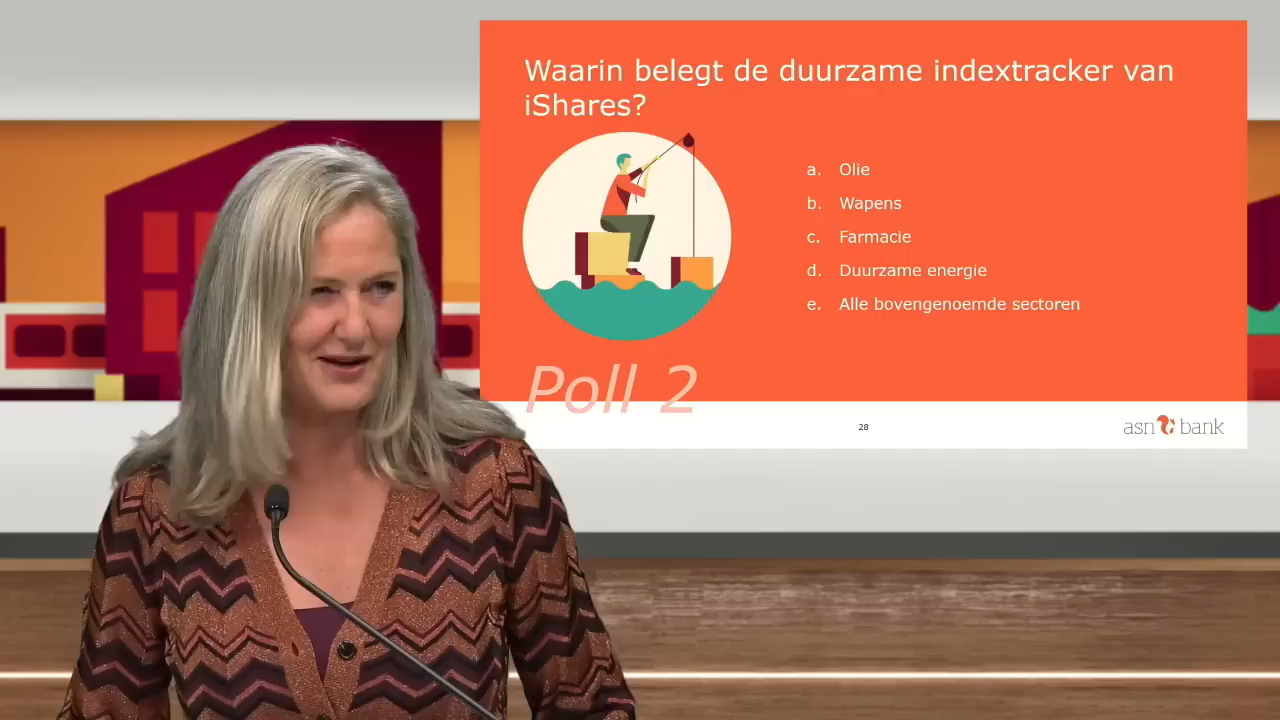 Waarin belegt de duurzame indextracker van
iShares?
a. Olie
b. Wapens
c. Farmacie
d. Duurzame energie
e. Alle bovengenoemde sectoren
Poll 2
28
asn bank